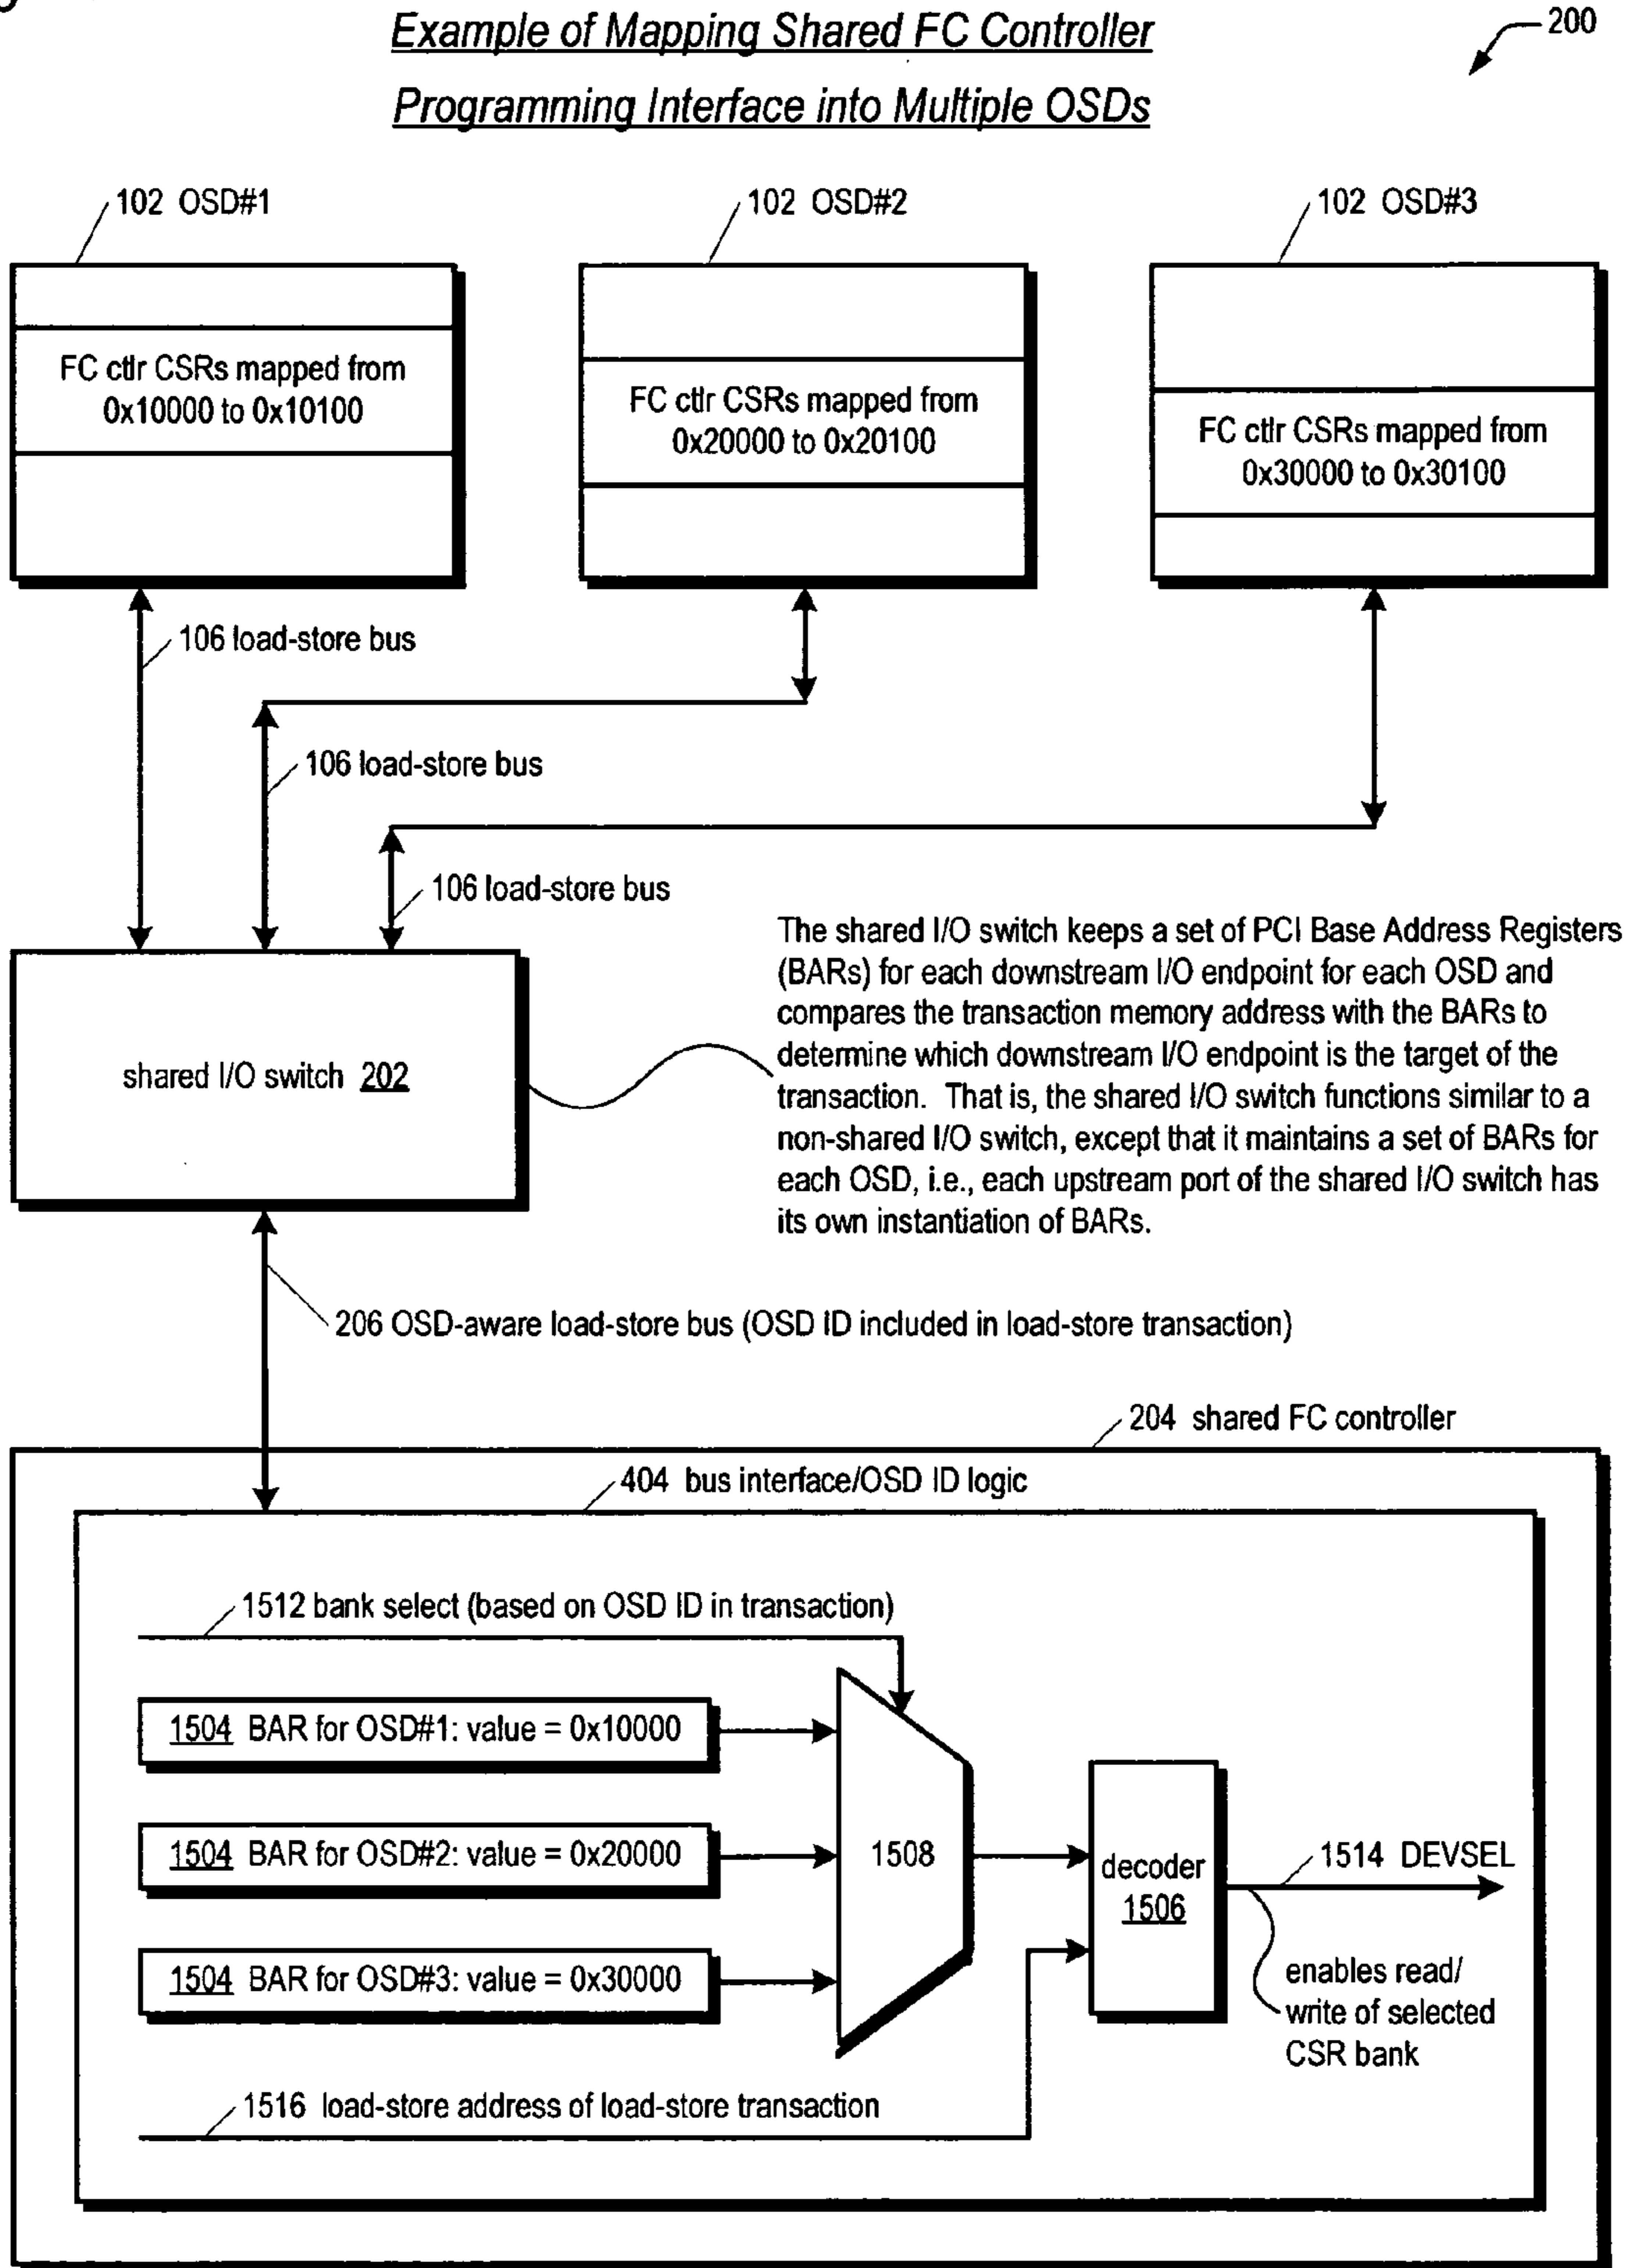 Example of Mapping Shared FC Controller
Programming Interface into Multiple OSDs
200
102 OSD#1
102 OSD#2
102 OSD#3
FC ctlr CSRs mapped from
0x10000 to 0x10100
FC ctlr CSRs mapped from
0x20000 to 0x20100
FC ctlr CSRs mapped from
0x30000 to 0x30100
106 load-store bus
106 load-store bus
106 load-store bus
shared I/O switch 202
The shared I/O switch keeps a set of PCI Base Address Registers
(BARs) for each downstream I/O endpoint for each OSD and
compares the transaction memory address with the BARs to
determine which downstream I/O endpoint is the target of the
transaction. That is, the shared I/O switch functions similar to a
non-shared I/O switch, except that it maintains a set of BARs for
each OSD, i.e., each upstream port of the shared I/O switch has
its own instantiation of BARs.
206 OSD-aware load-store bus (OSD ID included in load-store transaction)
204 shared FC controller
404 bus interface/OSD ID logic
1512 bank select (based on OSD ID in transaction)
1504 BAR for OSD#1: value = 0x10000
1504 BAR for OSD#2: value = 0x20000
1504 BAR for OSD#3: value = 0x30000
1508
decoder
1506
1514 DEVSEL
enables read/
write of selected
CSR bank
1516 load-store address of load-store transaction